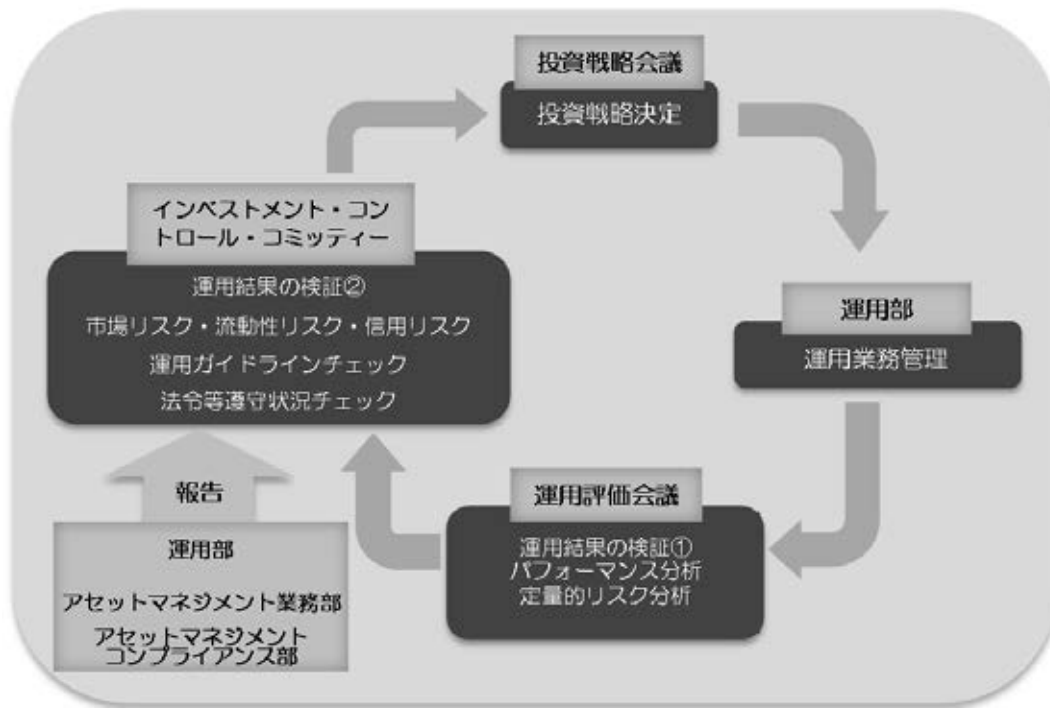 投資戦略会議
投資戦略決定
インベストメント・コン
トロール・コミッティー
運用結果の検証②
市場リスク・流動性リスク・信用リスク
運用ガイドラインチェック
法令等遵守状況チェック
運用部
運用業務管理
運用評価会議
運用結果の検証①
パフォーマンス分析
定量的リスク分析
報告
運用部
アセットマネジメント業務部
アセットマネジメント
コンプライアンス部